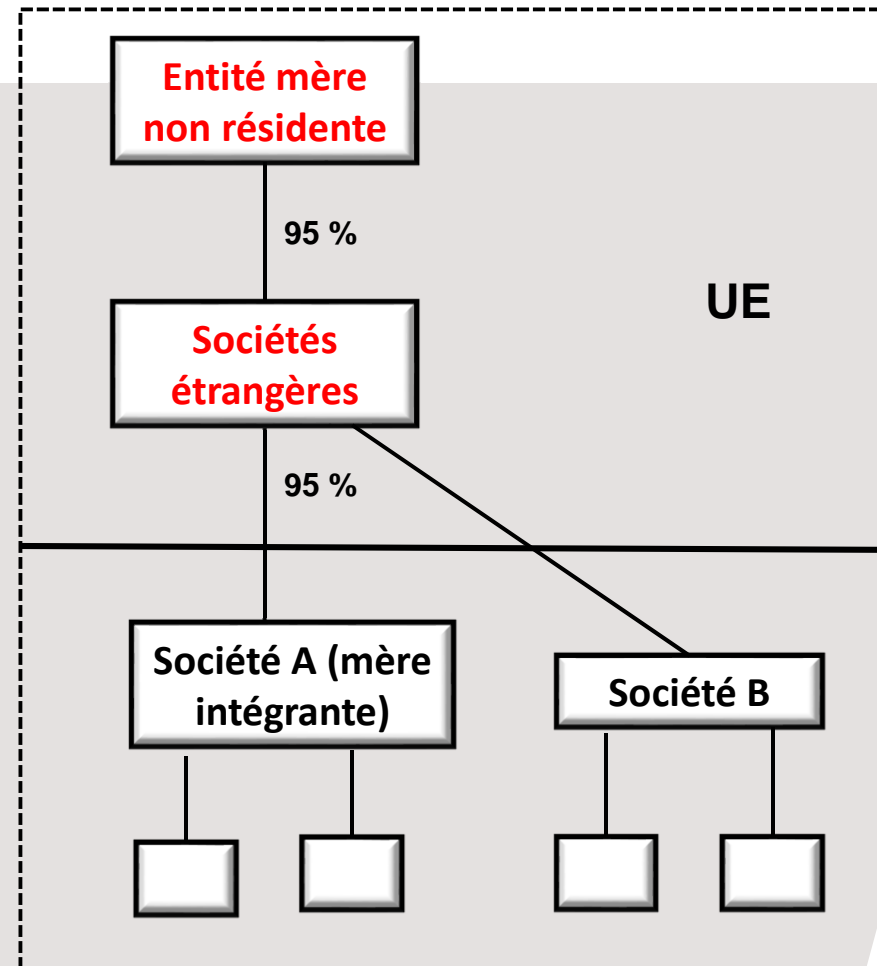 Entité mère
non résidente
95 %
UE
Sociétés
étrangères
95 %
Société A (mère
intégrante)
Société B